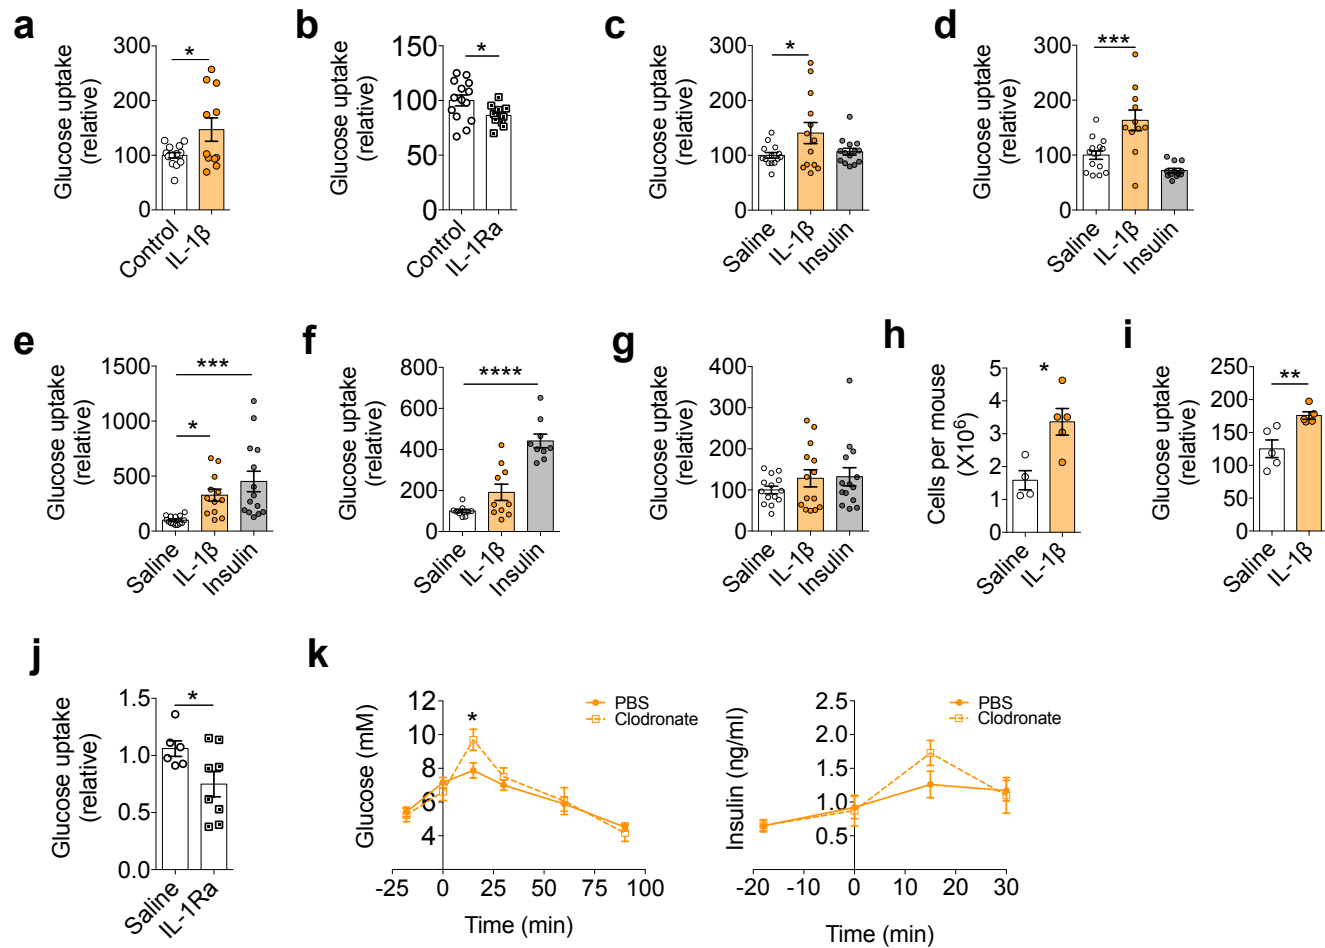 a
Glucose uptake
(relative)
300
200
100
0
*
Control
IL-1β
b
Glucose uptake
(relative)
150
100
50
0
*
Control
IL-1Ra
c
Glucose uptake
(relative)
300
200
100
0
*
Saline
IL-1β
Insulin
d
Glucose uptake
(relative)
300
200
100
0
***
Saline
IL-1β
Insulin
e
Glucose uptake
(relative)
1500
1000
500
0
***
*
Saline
IL-1β
Insulin
f
Glucose uptake
(relative)
800
600
400
200
0
****
Saline
IL-1β
Insulin
g
Glucose uptake
(relative)
400
300
200
100
0
Saline
IL-1β
Insulin
h
Cells per mouse
(X10⁶)
5
4
3
2
1
0
*
Saline
IL-1β
i
Glucose uptake
(relative)
250
200
150
100
50
0
**
Saline
IL-1β
j
Glucose uptake
(relative)
1.5
1.0
0.5
0.0
*
Saline
IL-1Ra
k
Glucose (mM)
12
10
8
6
4
*
PBS
Clodronate
-25 0 25 50 75 100
Time (min)
Insulin (ng/ml)
2.5
2.0
1.5
1.0
0.5
PBS
Clodronate
-20 -10 0 10 20 30
Time (min)